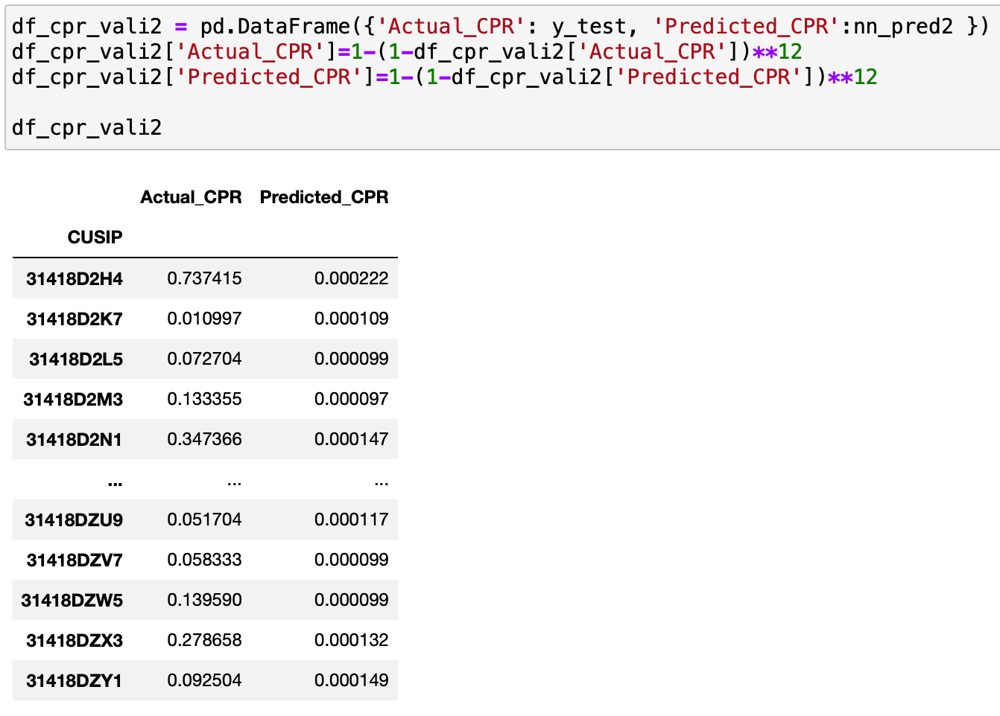 df_cpr_vali2 = pd.DataFrame({'Actual_CPR': y_test, 'Predicted_CPR':nn_pred2 })
df_cpr_vali2['Actual_CPR']=1-(1-df_cpr_vali2['Actual_CPR'])**12
df_cpr_vali2['Predicted_CPR']=1-(1-df_cpr_vali2['Predicted_CPR'])**12
df_cpr_vali2
Actual_CPR Predicted_CPR
CUSIP
31418D2H4 0.737415 0.000222
31418D2K7 0.010997 0.000109
31418D2L5 0.072704 0.000099
31418D2M3 0.133355 0.000097
31418D2N1 0.347366 0.000147
... ... ...
31418DZU9 0.051704 0.000117
31418DZV7 0.058333 0.000099
31418DZW5 0.139590 0.000099
31418DZX3 0.278658 0.000132
31418DZY1 0.092504 0.000149